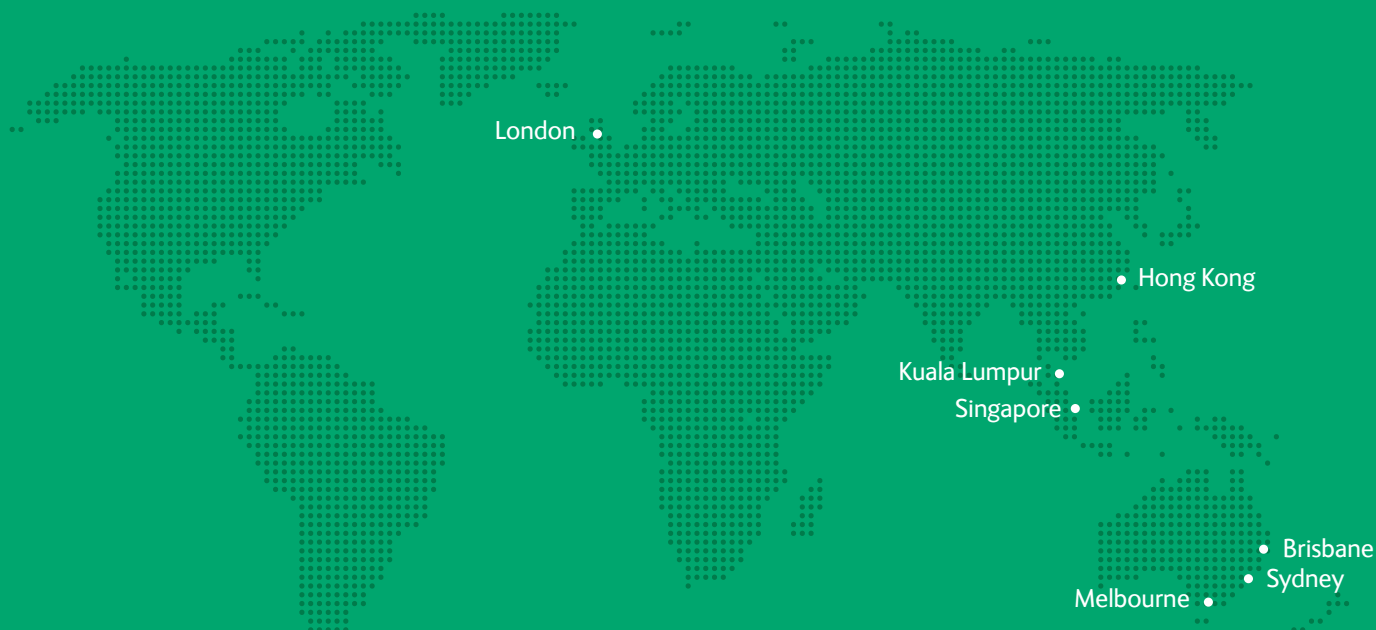 London
Hong Kong
Kuala Lumpur
Singapore
Brisbane
Sydney
Melbourne